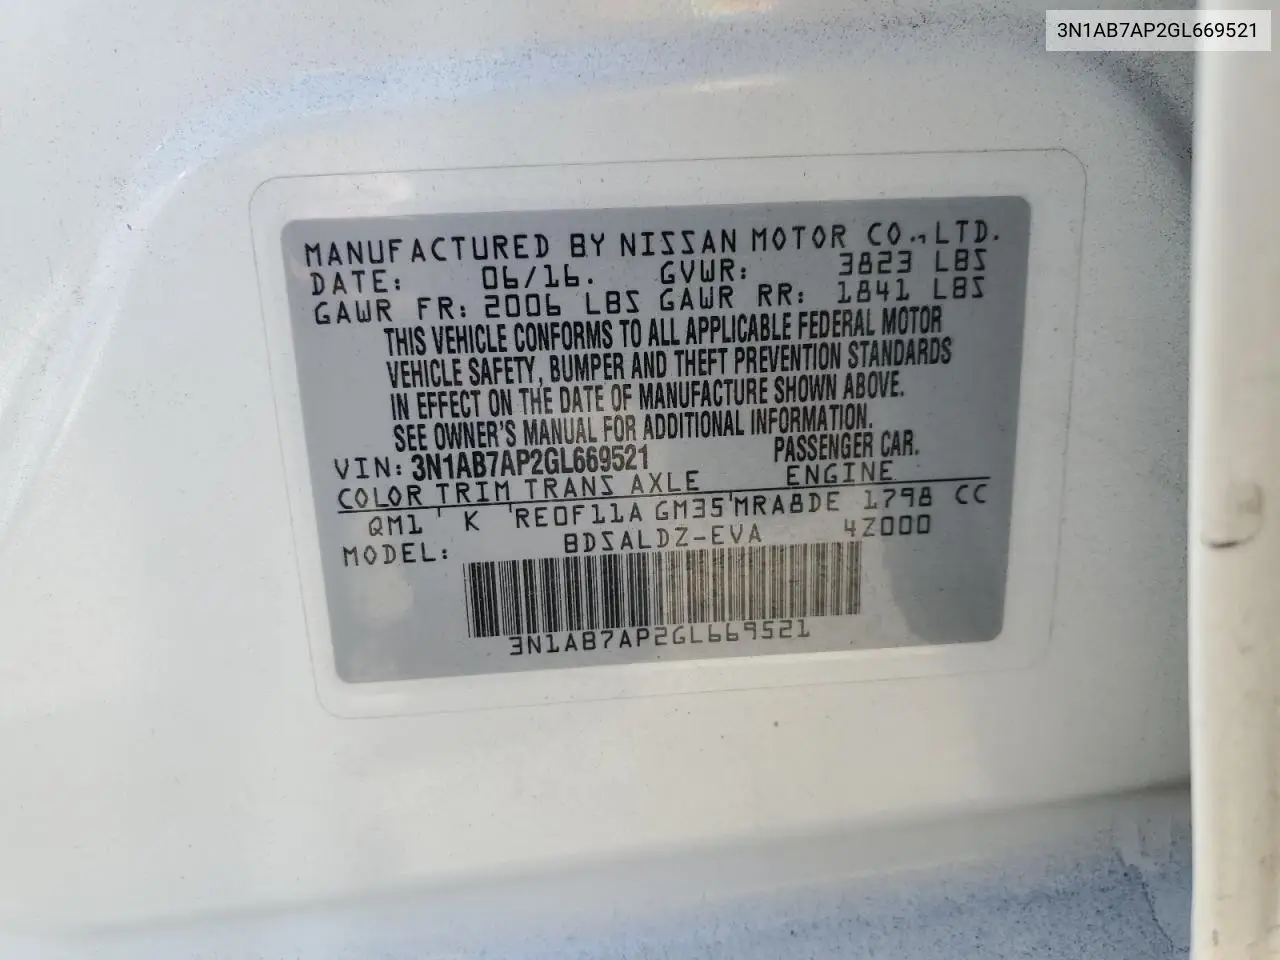 3N1AB7AP2GL669521
MANUFACTURED BY NISSAN MOTOR CO., LTD.
DATE: 06/16. GVWR: 3823 LBS
GAWR FR: 2006 LBS GAWR RR: 1841 LBS
THIS VEHICLE CONFORMS TO ALL APPLICABLE FEDERAL MOTOR
VEHICLE SAFETY, BUMPER AND THEFT PREVENTION STANDARDS
IN EFFECT ON THE DATE OF MANUFACTURE SHOWN ABOVE.
SEE OWNER'S MANUAL FOR ADDITIONAL INFORMATION.
VIN: 3N1AB7AP2GL669521 PASSENGER CAR.
COLOR TRIM TRANS AXLE ENGINE
QM1 ' K 'RE0F11A GM35'MRA8DE 1798 CC
MODEL: BDSALDZ-EVA 4Z000
3N1AB7AP2GL669521